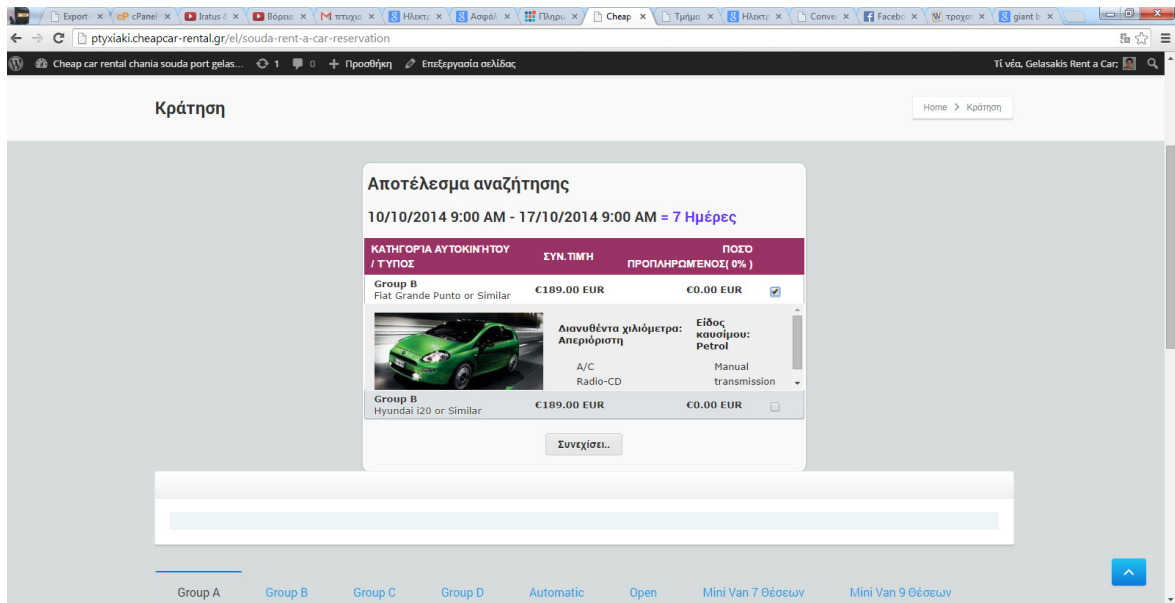 Export
cPanel
Iratus
Βόρειο
πτυχιο
Ηλεκτρ
Ασφάλ
Πληρω
Cheap
Τμήμα
Ηλεκτρ
Conver
Facebo
τροχο
giant b
ptyxiaki.cheapcar-rental.gr/el/souda-rent-a-car-reservation
Cheap car rental chania souda port gelas... 1 0 + Προσθήκη Επεξεργασία σελίδας Τί νέα, Gelasakis Rent a Car;
Κράτηση
Home > Κράτηση
Αποτέλεσμα αναζήτησης
10/10/2014 9:00 AM - 17/10/2014 9:00 AM = 7 Ημέρες
ΚΑΤΗΓΟΡΊΑ ΑΥΤΟΚΙΝΉΤΟΥ / ΤΎΠΟΣ
ΣΥΝ. ΤΙΜΉ
ΠΟΣΌ ΠΡΟΠΛΗΡΩΜΈΝΟΣ( 0% )
Group B
Fiat Grande Punto or Similar
€189.00 EUR
€0.00 EUR
Διανυθέντα χιλιόμετρα:
Απεριόριστη
Είδος
καυσίμου:
Petrol
A/C
Radio-CD
Manual
transmission
Group B
Hyundai i20 or Similar
€189.00 EUR
€0.00 EUR
Συνεχίσει..
Group A
Group B
Group C
Group D
Automatic
Open
Mini Van 7 Θέσεων
Mini Van 9 Θέσεων